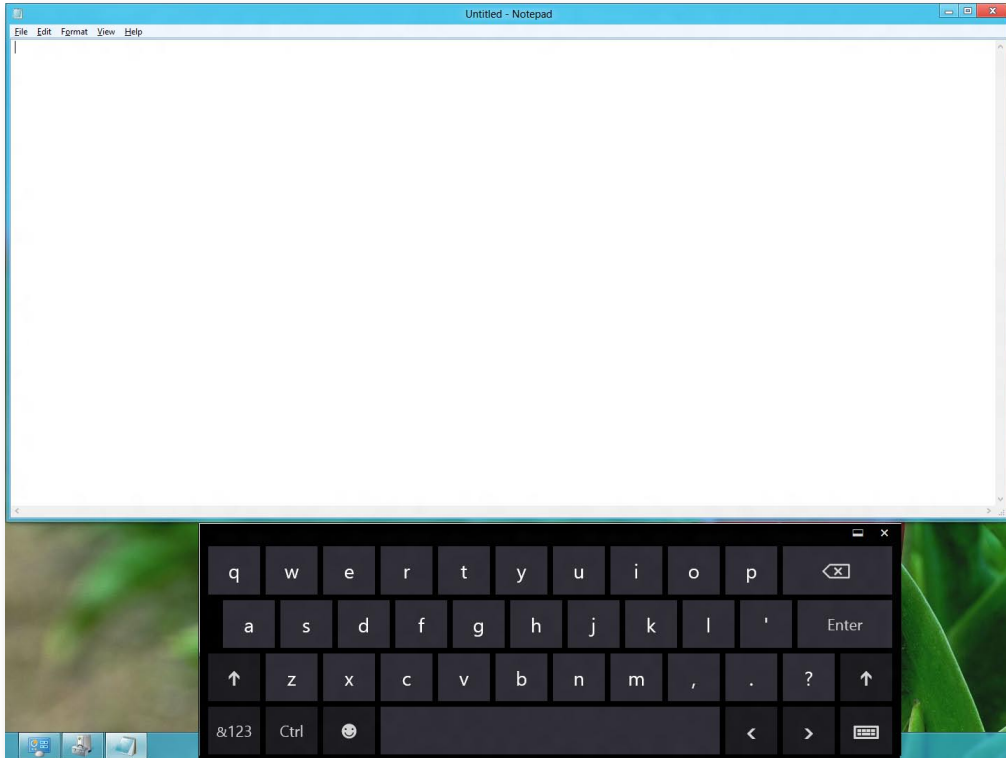 Untitled - Notepad
File Edit Format View Help
q w e r t y u i o p
a s d f g h j k l ' Enter
z x c v b n m , . ?
&123 Ctrl